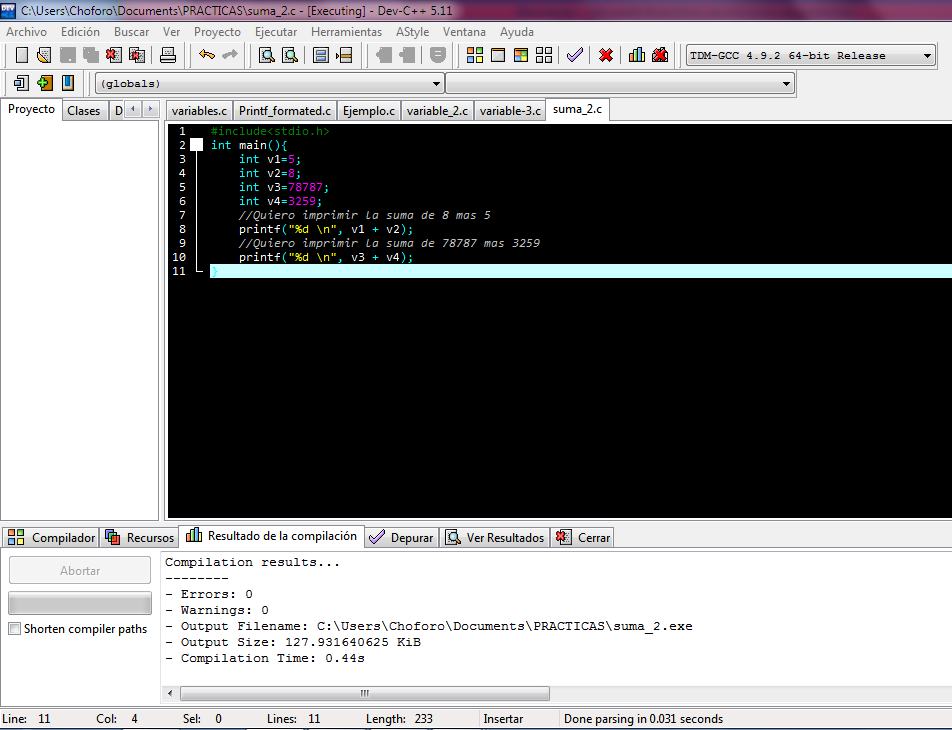 C:\Users\Choforo\Documents\PRACTICAS\suma_2.c - [Executing] - Dev-C++ 5.11
Archivo Edición Buscar Ver Proyecto Ejecutar Herramientas AStyle Ventana Ayuda
TDM-GCC 4.9.2 64-bit Release
(globals)
Proyecto Clases D
variables.c Printf_formated.c Ejemplo.c variable_2.c variable-3.c suma_2.c
1 #include<stdio.h>
2 int main(){
3 int v1=5;
4 int v2=8;
5 int v3=78787;
6 int v4=3259;
7 //Quiero imprimir la suma de 8 mas 5
8 printf("%d \n", v1 + v2);
9 //Quiero imprimir la suma de 78787 mas 3259
10 printf("%d \n", v3 + v4);
11 }
Compilador Recursos Resultado de la compilación Depurar Ver Resultados Cerrar
Abortar
Shorten compiler paths
Compilation results...
--------
- Errors: 0
- Warnings: 0
- Output Filename: C:\Users\Choforo\Documents\PRACTICAS\suma_2.exe
- Output Size: 127.931640625 KiB
- Compilation Time: 0.44s
Line: 11 Col: 4 Sel: 0 Lines: 11 Length: 233 Insertar Done parsing in 0.031 seconds